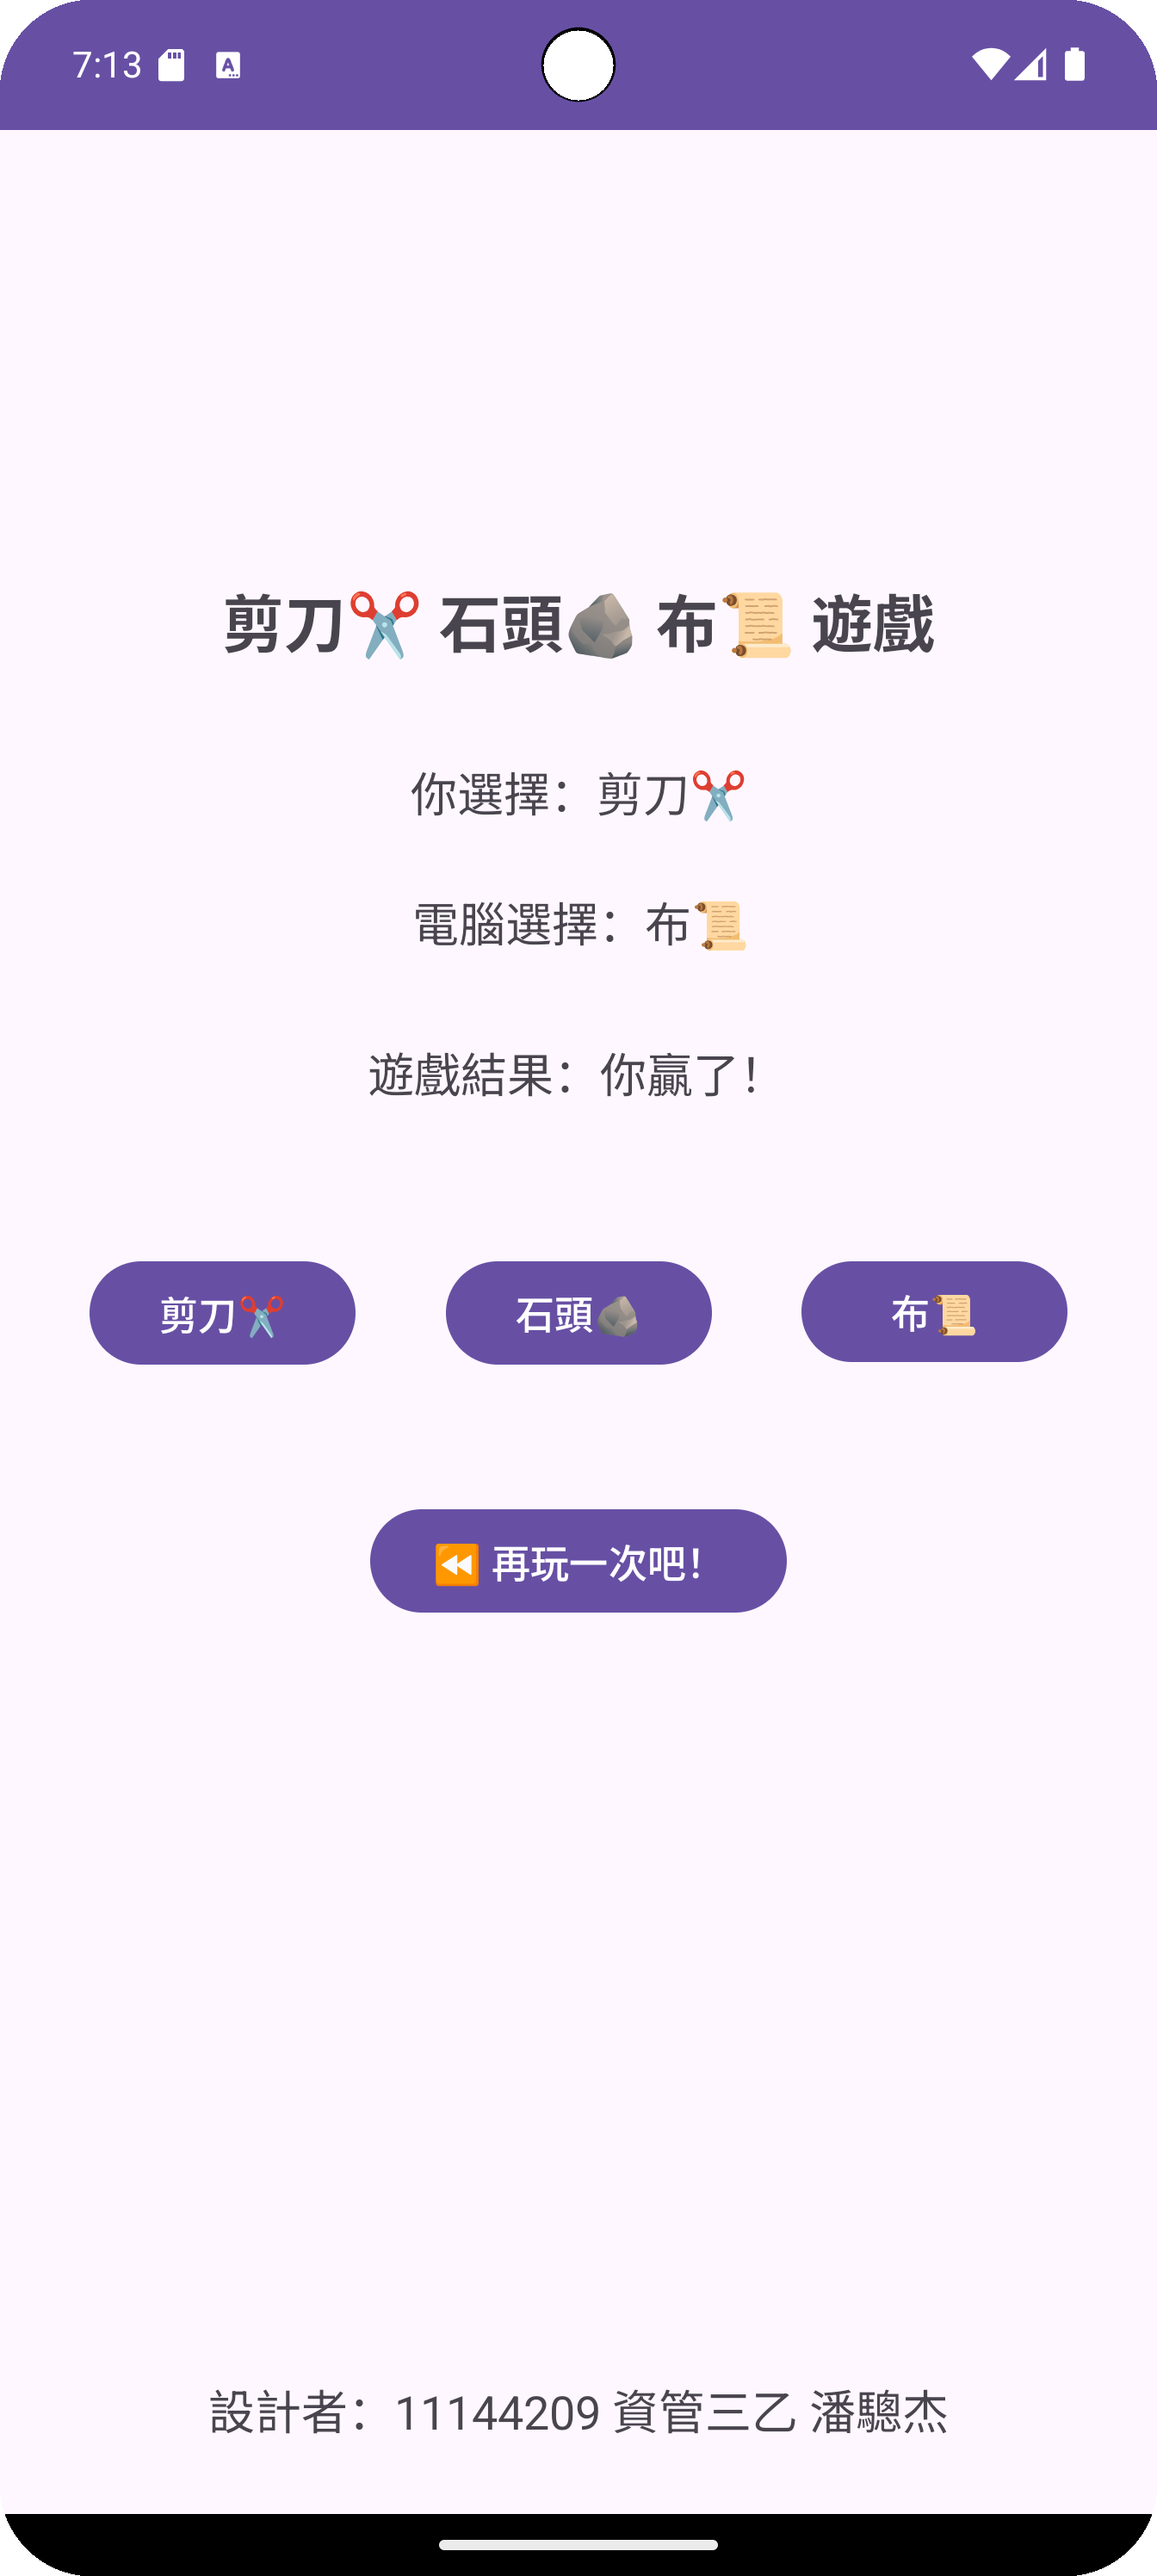 7:13
剪刀✂️ 石頭🪨 布📜 遊戲
你選擇：剪刀✂️
電腦選擇：布📜
遊戲結果：你贏了！
剪刀✂️ 石頭🪨 布📜
⏪ 再玩一次吧！
設計者：11144209 資管三乙 潘驄杰